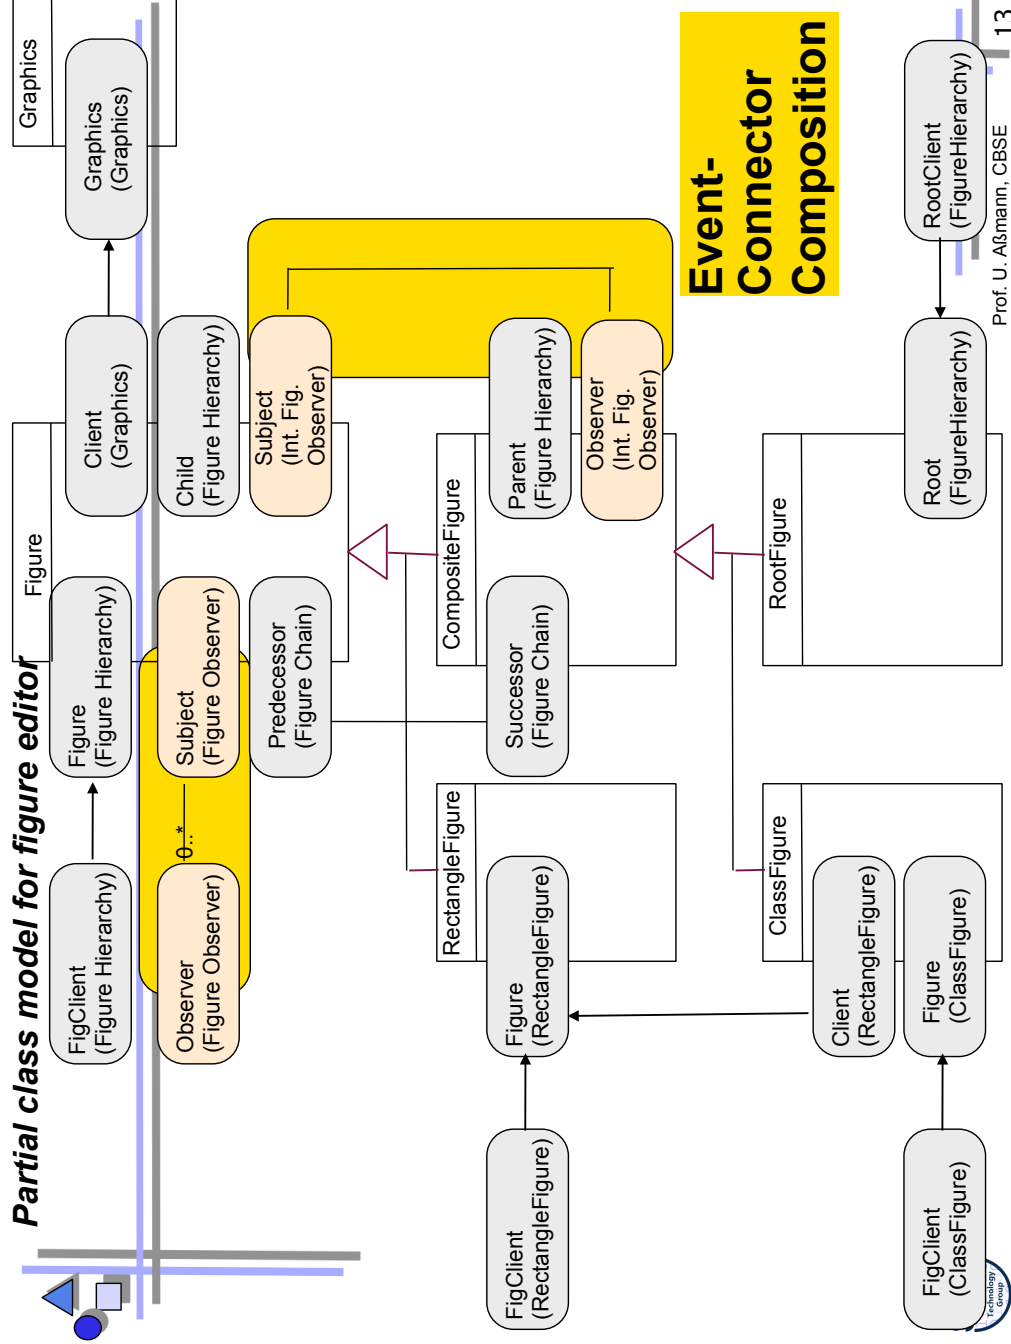 Partial class model for figure editor
Figure
Graphics
FigClient
(Figure Hierarchy)
Figure
(Figure Hierarchy)
Client
(Graphics)
Graphics
(Graphics)
Observer
(Figure Observer)
0..*
Subject
(Figure Observer)
Child
(Figure Hierarchy)
Predecessor
(Figure Chain)
Subject
(Int. Fig.
Observer)
RectangleFigure
CompositeFigure
FigClient
(RectangleFigure)
Figure
(RectangleFigure)
Successor
(Figure Chain)
Parent
(Figure Hierarchy)
Observer
(Int. Fig.
Observer)
Event-
Connector
Composition
ClassFigure
RootFigure
Client
(RectangleFigure)
FigClient
(ClassFigure)
Figure
(ClassFigure)
Root
(FigureHierarchy)
RootClient
(FigureHierarchy)
Technology
Group
Prof. U. Aßmann, CBSE
13